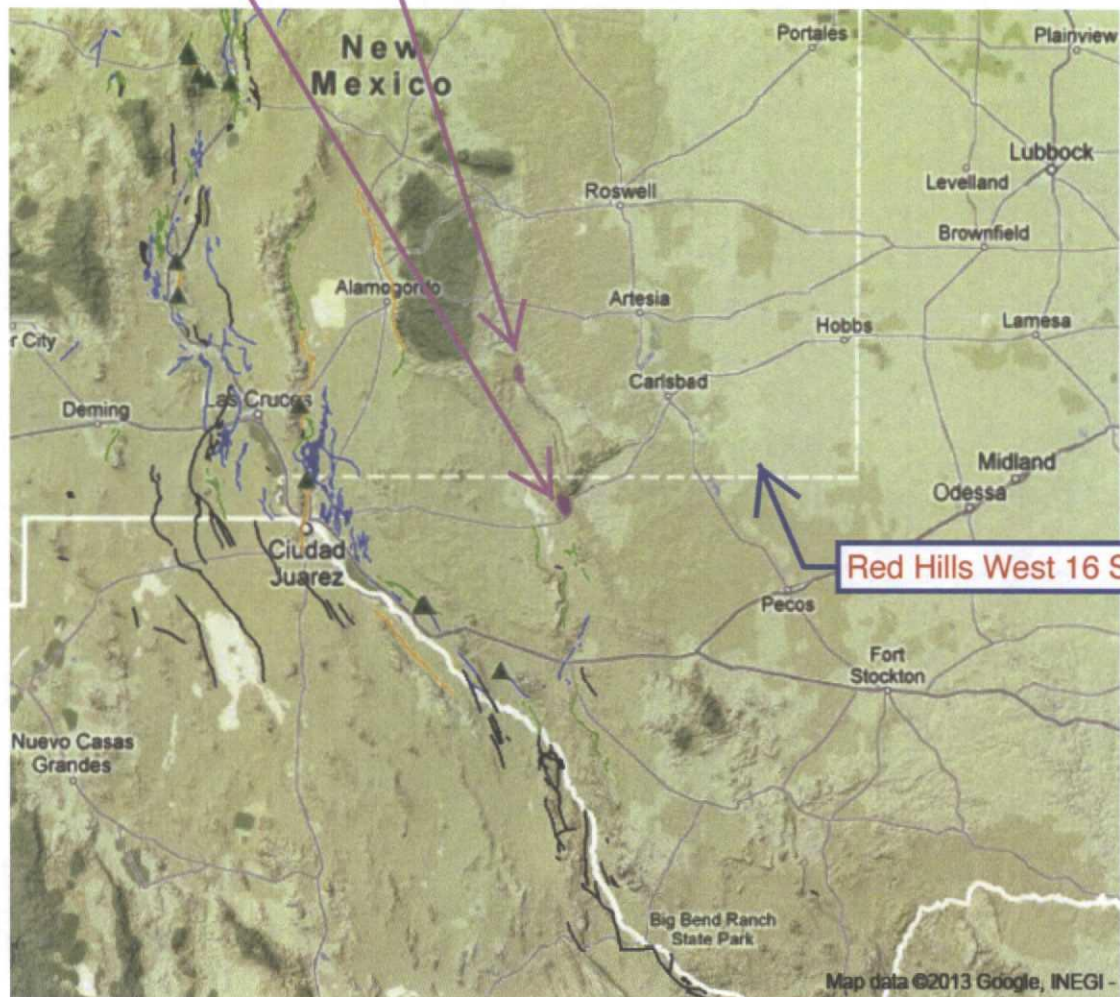 New
Mexico
Portales
Plainview
Lubbock
Levelland
Roswell
Brownfield
Alamogordo
Artesia
Hobbs
Lamesa
er City
Carlsbad
Las Cruces
Deming
Midland
Odessa
Ciudad
Juarez
Red Hills West 16 S
Pecos
Fort
Stockton
Nuevo Casas
Grandes
Big Bend Ranch
State Park
Map data ©2013 Google, INEGI